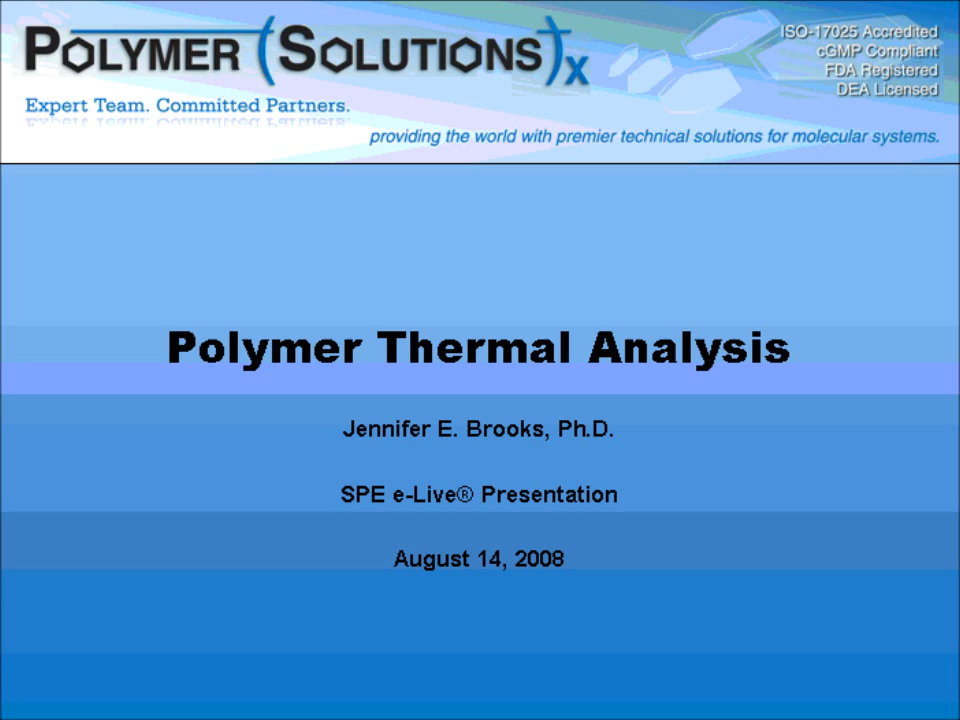 POLYMER (SOLUTIONS)x
ISO-17025 Accredited
cGMP Compliant
FDA Registered
DEA Licensed
Expert Team. Committed Partners.
providing the world with premier technical solutions for molecular systems.
Polymer Thermal Analysis
Jennifer E. Brooks, Ph.D.
SPE e-Live® Presentation
August 14, 2008